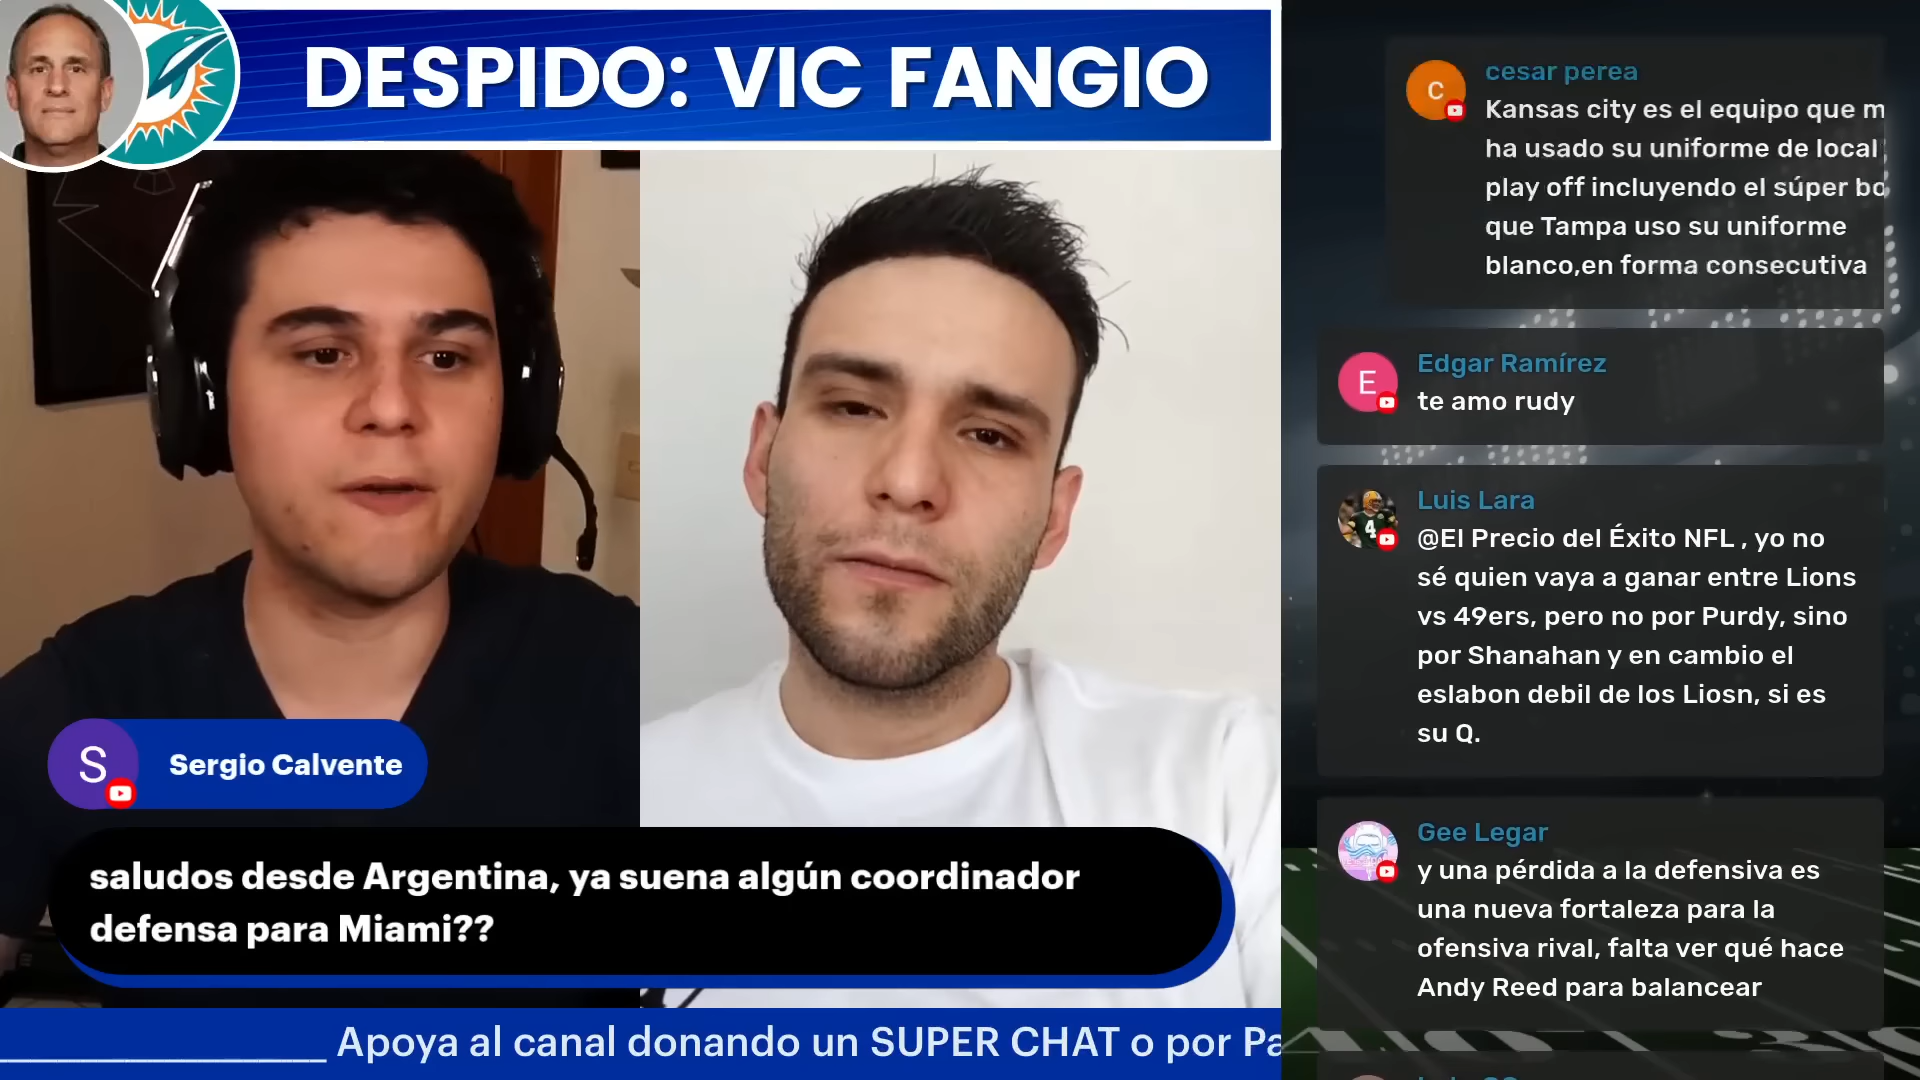 DESPIDO: VIC FANGIO
S
Sergio Calvente
saludos desde Argentina, ya suena algún coordinador
defensa para Miami??
Apoya al canal donando un SUPER CHAT o por Pa
C
cesar perea
Kansas city es el equipo que m
ha usado su uniforme de local
play off incluyendo el súper bo
que Tampa uso su uniforme
blanco,en forma consecutiva
E
Edgar Ramírez
te amo rudy
Luis Lara
@El Precio del Éxito NFL , yo no
sé quien vaya a ganar entre Lions
vs 49ers, pero no por Purdy, sino
por Shanahan y en cambio el
eslabon debil de los Liosn, si es
su Q.
Gee Legar
y una pérdida a la defensiva es
una nueva fortaleza para la
ofensiva rival, falta ver qué hace
Andy Reed para balancear